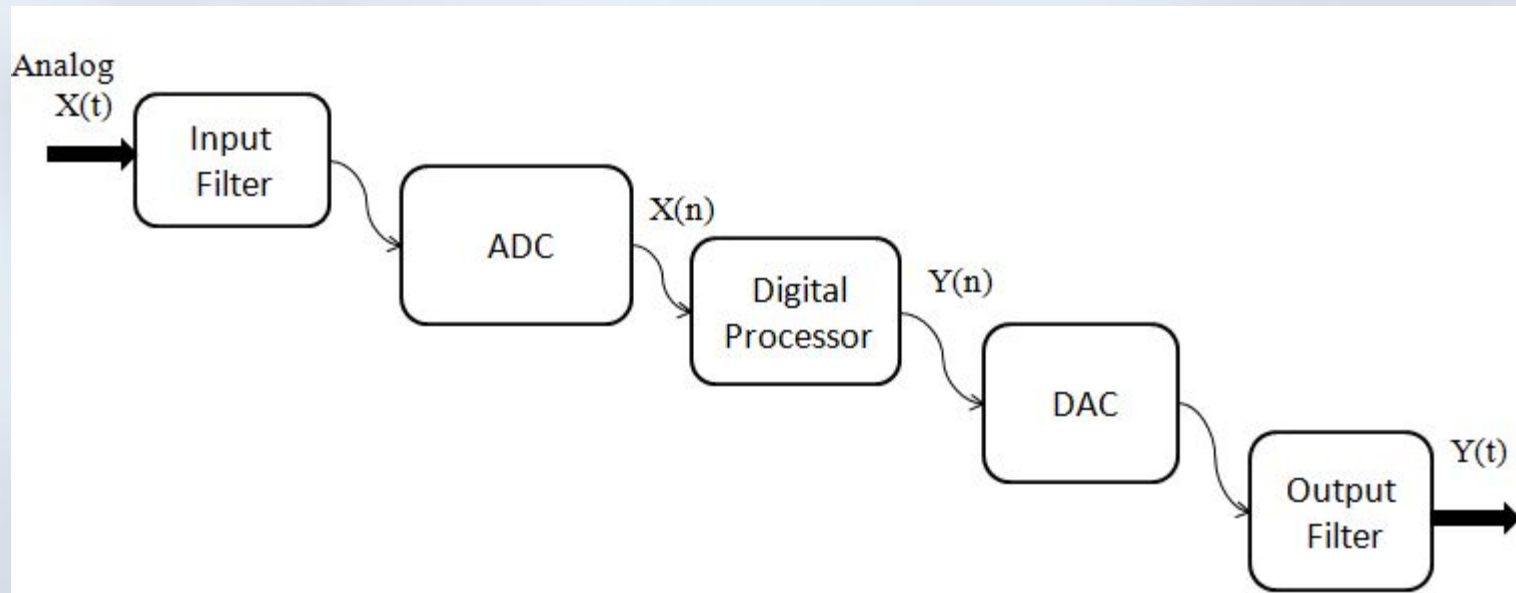 Analog
X(t)
Input
Filter
ADC
X(n)
Digital
Processor
Y(n)
DAC
Output
Filter
Y(t)